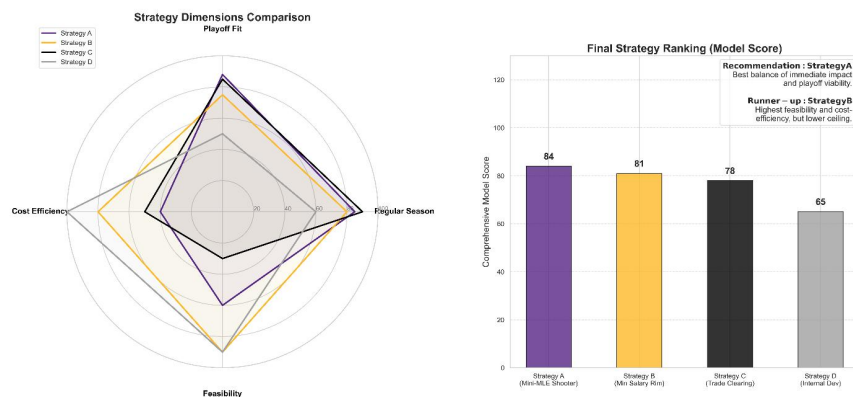 Strategy Dimensions Comparison
Playoff Fit
Strategy A
Strategy B
Strategy C
Strategy D
Cost Efficiency
20
40
60
Regular Season
Feasibility
Final Strategy Ranking (Model Score)
Recommendation : StrategyA
Best balance of immediate impact
and playoff viability.
Runner − up : StrategyB
Highest feasibility and cost-
efficiency, but lower ceiling.
Comprehensive Model Score
120
100
80
60
40
20
0
84
81
78
65
Strategy A
(Mini-MLE Shooter)
Strategy B
(Min Salary Rim)
Strategy C
(Trade Clearing)
Strategy D
(Internal Dev)